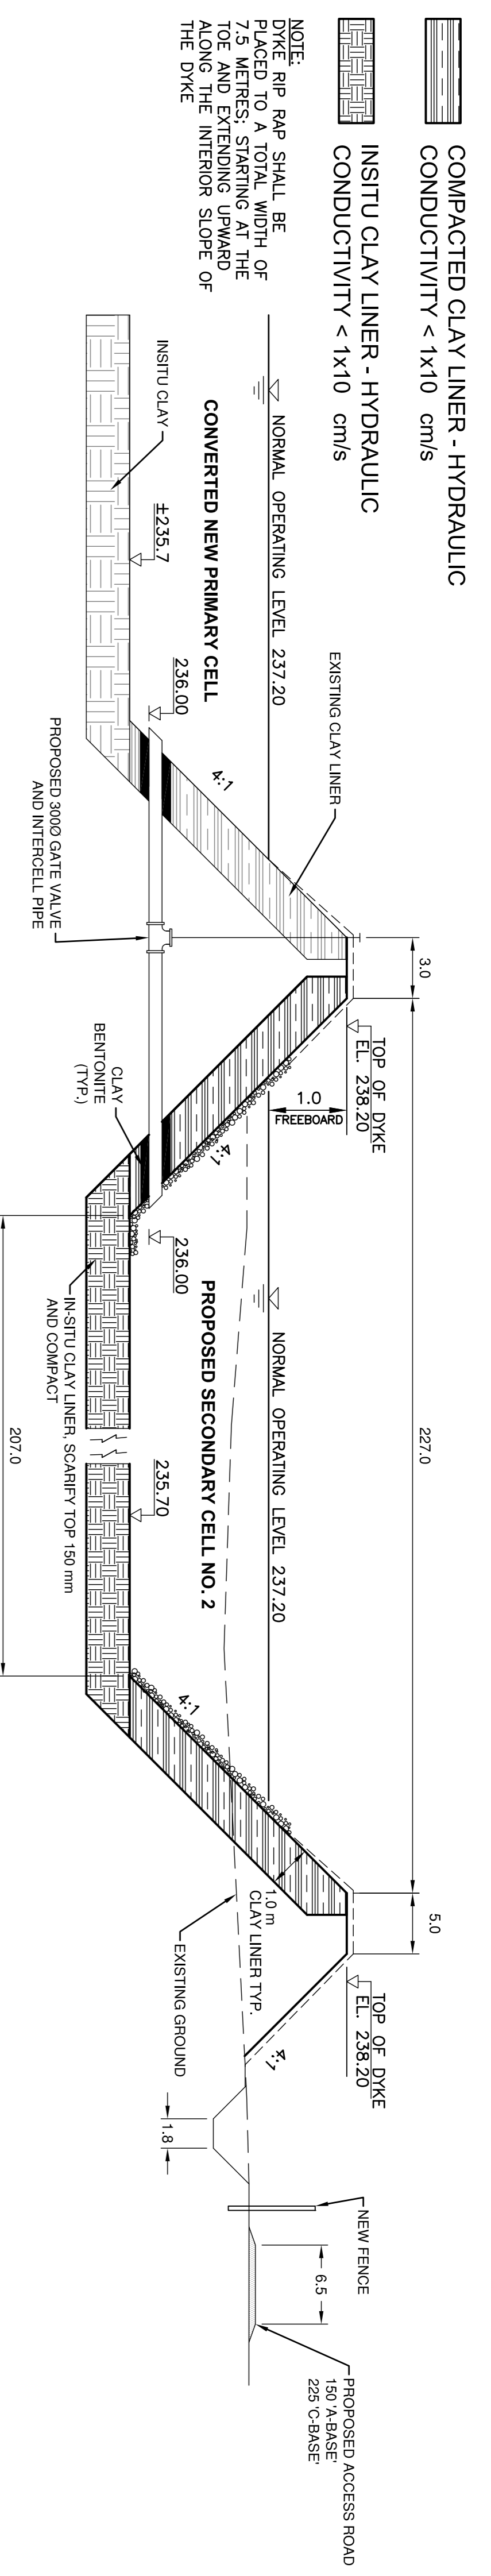 COMPACTED CLAY LINER - HYDRAULIC
CONDUCTIVITY < 1x10 cm/s
INSITU CLAY LINER - HYDRAULIC
CONDUCTIVITY < 1x10 cm/s
NOTE:
DYKE RIP RAP SHALL BE
PLACED TO A TOTAL WIDTH OF
7.5 METRES; STARTING AT THE
TOE AND EXTENDING UPWARD
ALONG THE INTERIOR SLOPE OF
THE DYKE
NORMAL OPERATING LEVEL 237.20
CONVERTED NEW PRIMARY CELL
INSITU CLAY
±235.7
236.00
EXISTING CLAY LINER
4:1
PROPOSED 300Ø GATE VALVE
AND INTERCELL PIPE
3.0
TOP OF DYKE
EL. 238.20
1.0
FREEBOARD
4:1
CLAY
BENTONITE
(TYP.)
236.00
227.0
NORMAL OPERATING LEVEL 237.20
PROPOSED SECONDARY CELL NO. 2
IN-SITU CLAY LINER, SCARIFY TOP 150 mm
AND COMPACT
235.70
207.0
4:1
1.0 m
CLAY LINER TYP.
EXISTING GROUND
5.0
TOP OF DYKE
EL. 238.20
4:1
1.8
NEW FENCE
6.5
PROPOSED ACCESS ROAD
150 'A-BASE'
225 'C-BASE'